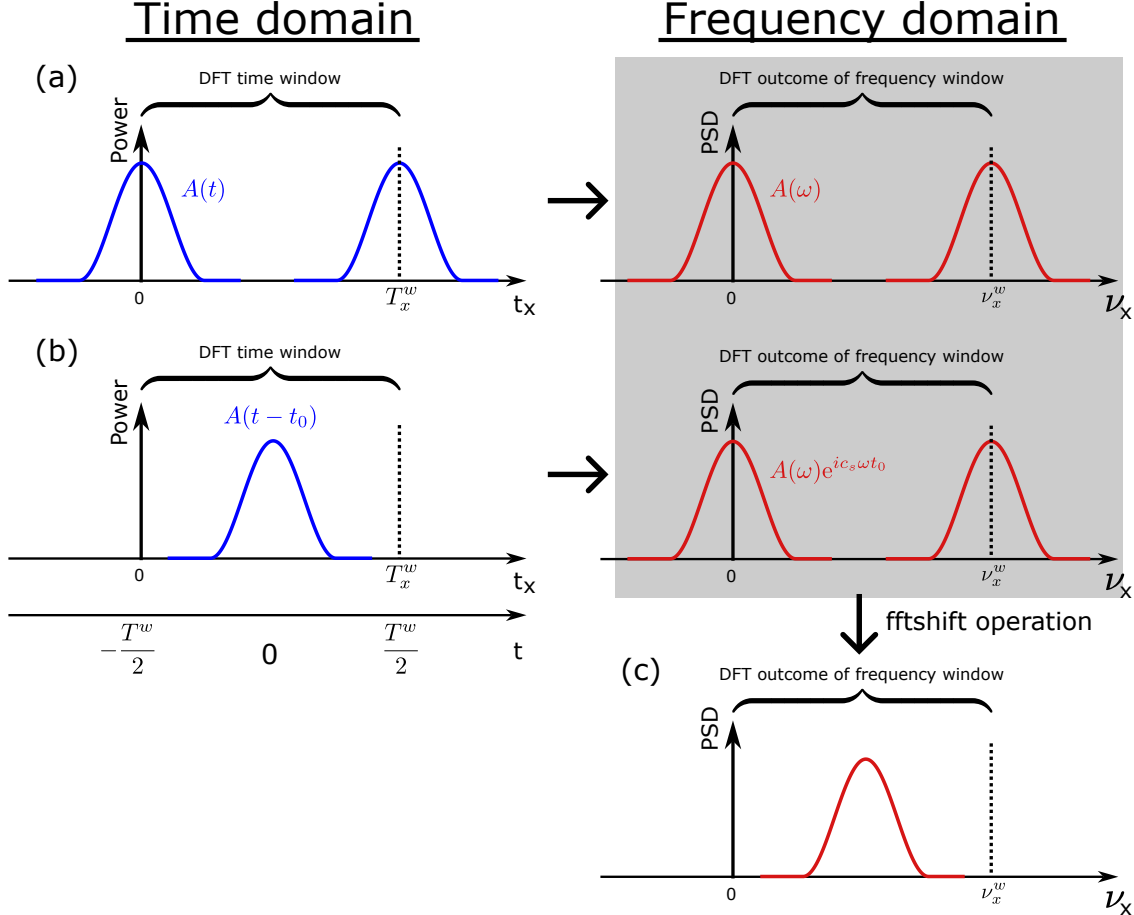 Time domain
Frequency domain
(a)
DFT time window
Power
A(t)
0
T_x^w
t_x
DFT outcome of frequency window
PSD
A(ω)
0
ν_x^w
ν_x
(b)
DFT time window
Power
A(t − t_0)
0
T_x^w
t_x
DFT outcome of frequency window
PSD
A(ω)e^{ic_sωt_0}
0
ν_x^w
ν_x
−T^w/2
0
T^w/2
t
fftshift operation
(c)
DFT outcome of frequency window
PSD
0
ν_x^w
ν_x